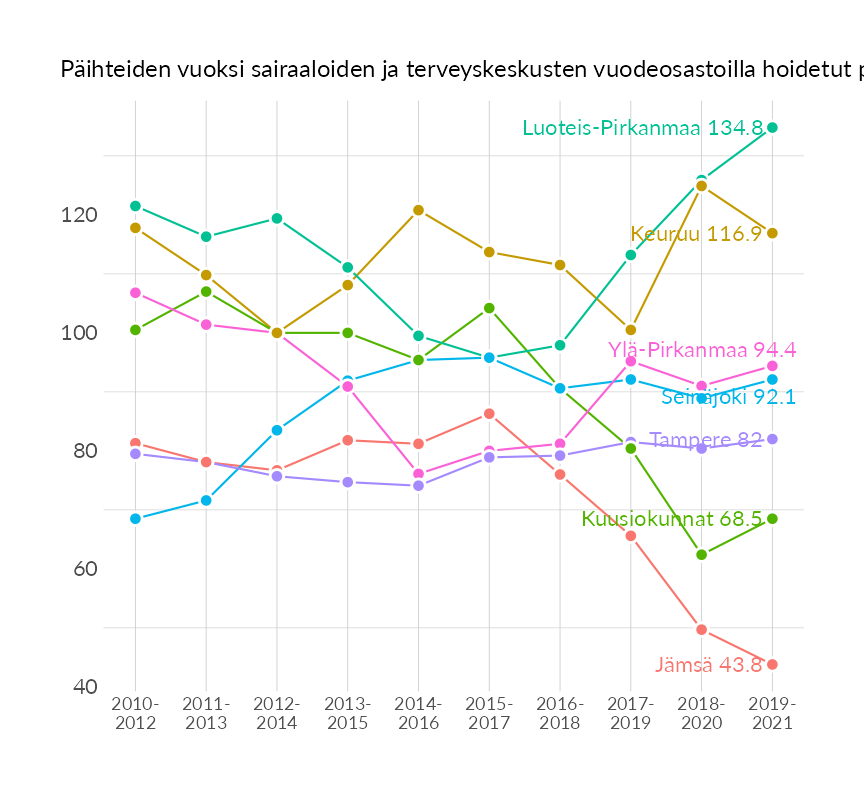 Päihteiden vuoksi sairaaloiden ja terveyskeskusten vuodeosastoilla hoidetut
Luoteis-Pirkanmaa 134.8
Keuruu 116.9
Ylä-Pirkanmaa 94.4
Seinäjoki 92.1
Tampere 82
Kuusiokunnat 68.5
Jämsä 43.8
120
100
80
60
40
2010-2012
2011-2013
2012-2014
2013-2015
2014-2016
2015-2017
2016-2018
2017-2019
2018-2020
2019-2021